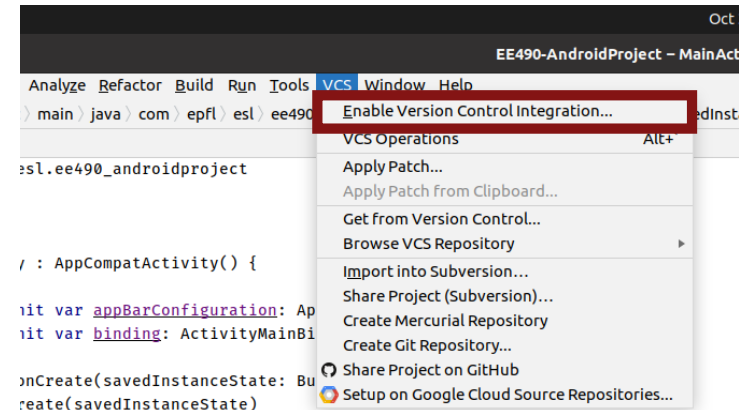 Oct
EE490-AndroidProject – MainAct
Analyze Refactor Build Run Tools VCS Window Help
main java com epfl esl ee490
edInsta
Enable Version Control Integration...
VCS Operations Alt+`
Apply Patch...
Apply Patch from Clipboard...
Get from Version Control...
Browse VCS Repository
Import into Subversion...
Share Project (Subversion)...
Create Mercurial Repository
Create Git Repository...
Share Project on GitHub
Setup on Google Cloud Source Repositories...
esl.ee490_androidproject
y : AppCompatActivity() {
nit var appBarConfiguration: Ap
nit var binding: ActivityMainBi
onCreate(savedInstanceState: Bu
reate(savedInstanceState)